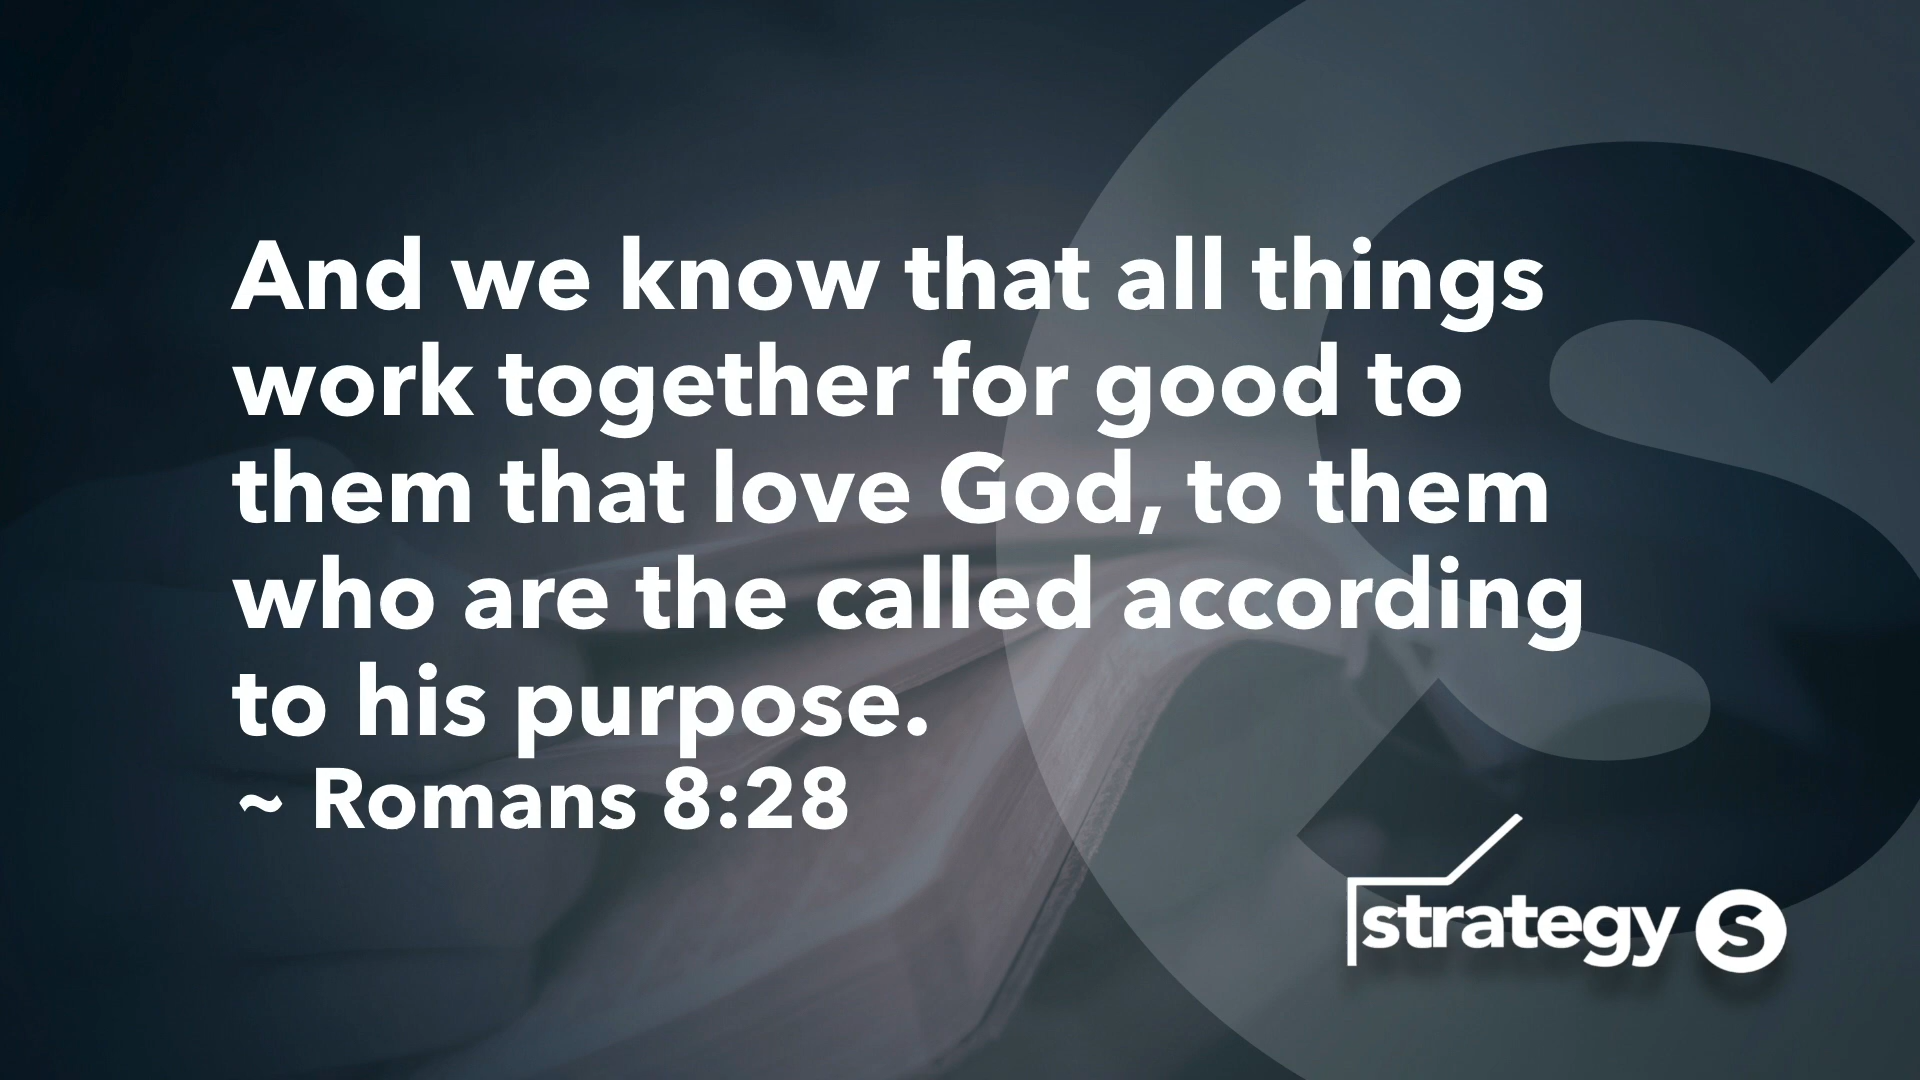 And we know that all things
work together for good to
them that love God, to them
who are the called according
to his purpose.
~ Romans 8:28
strategy S
S